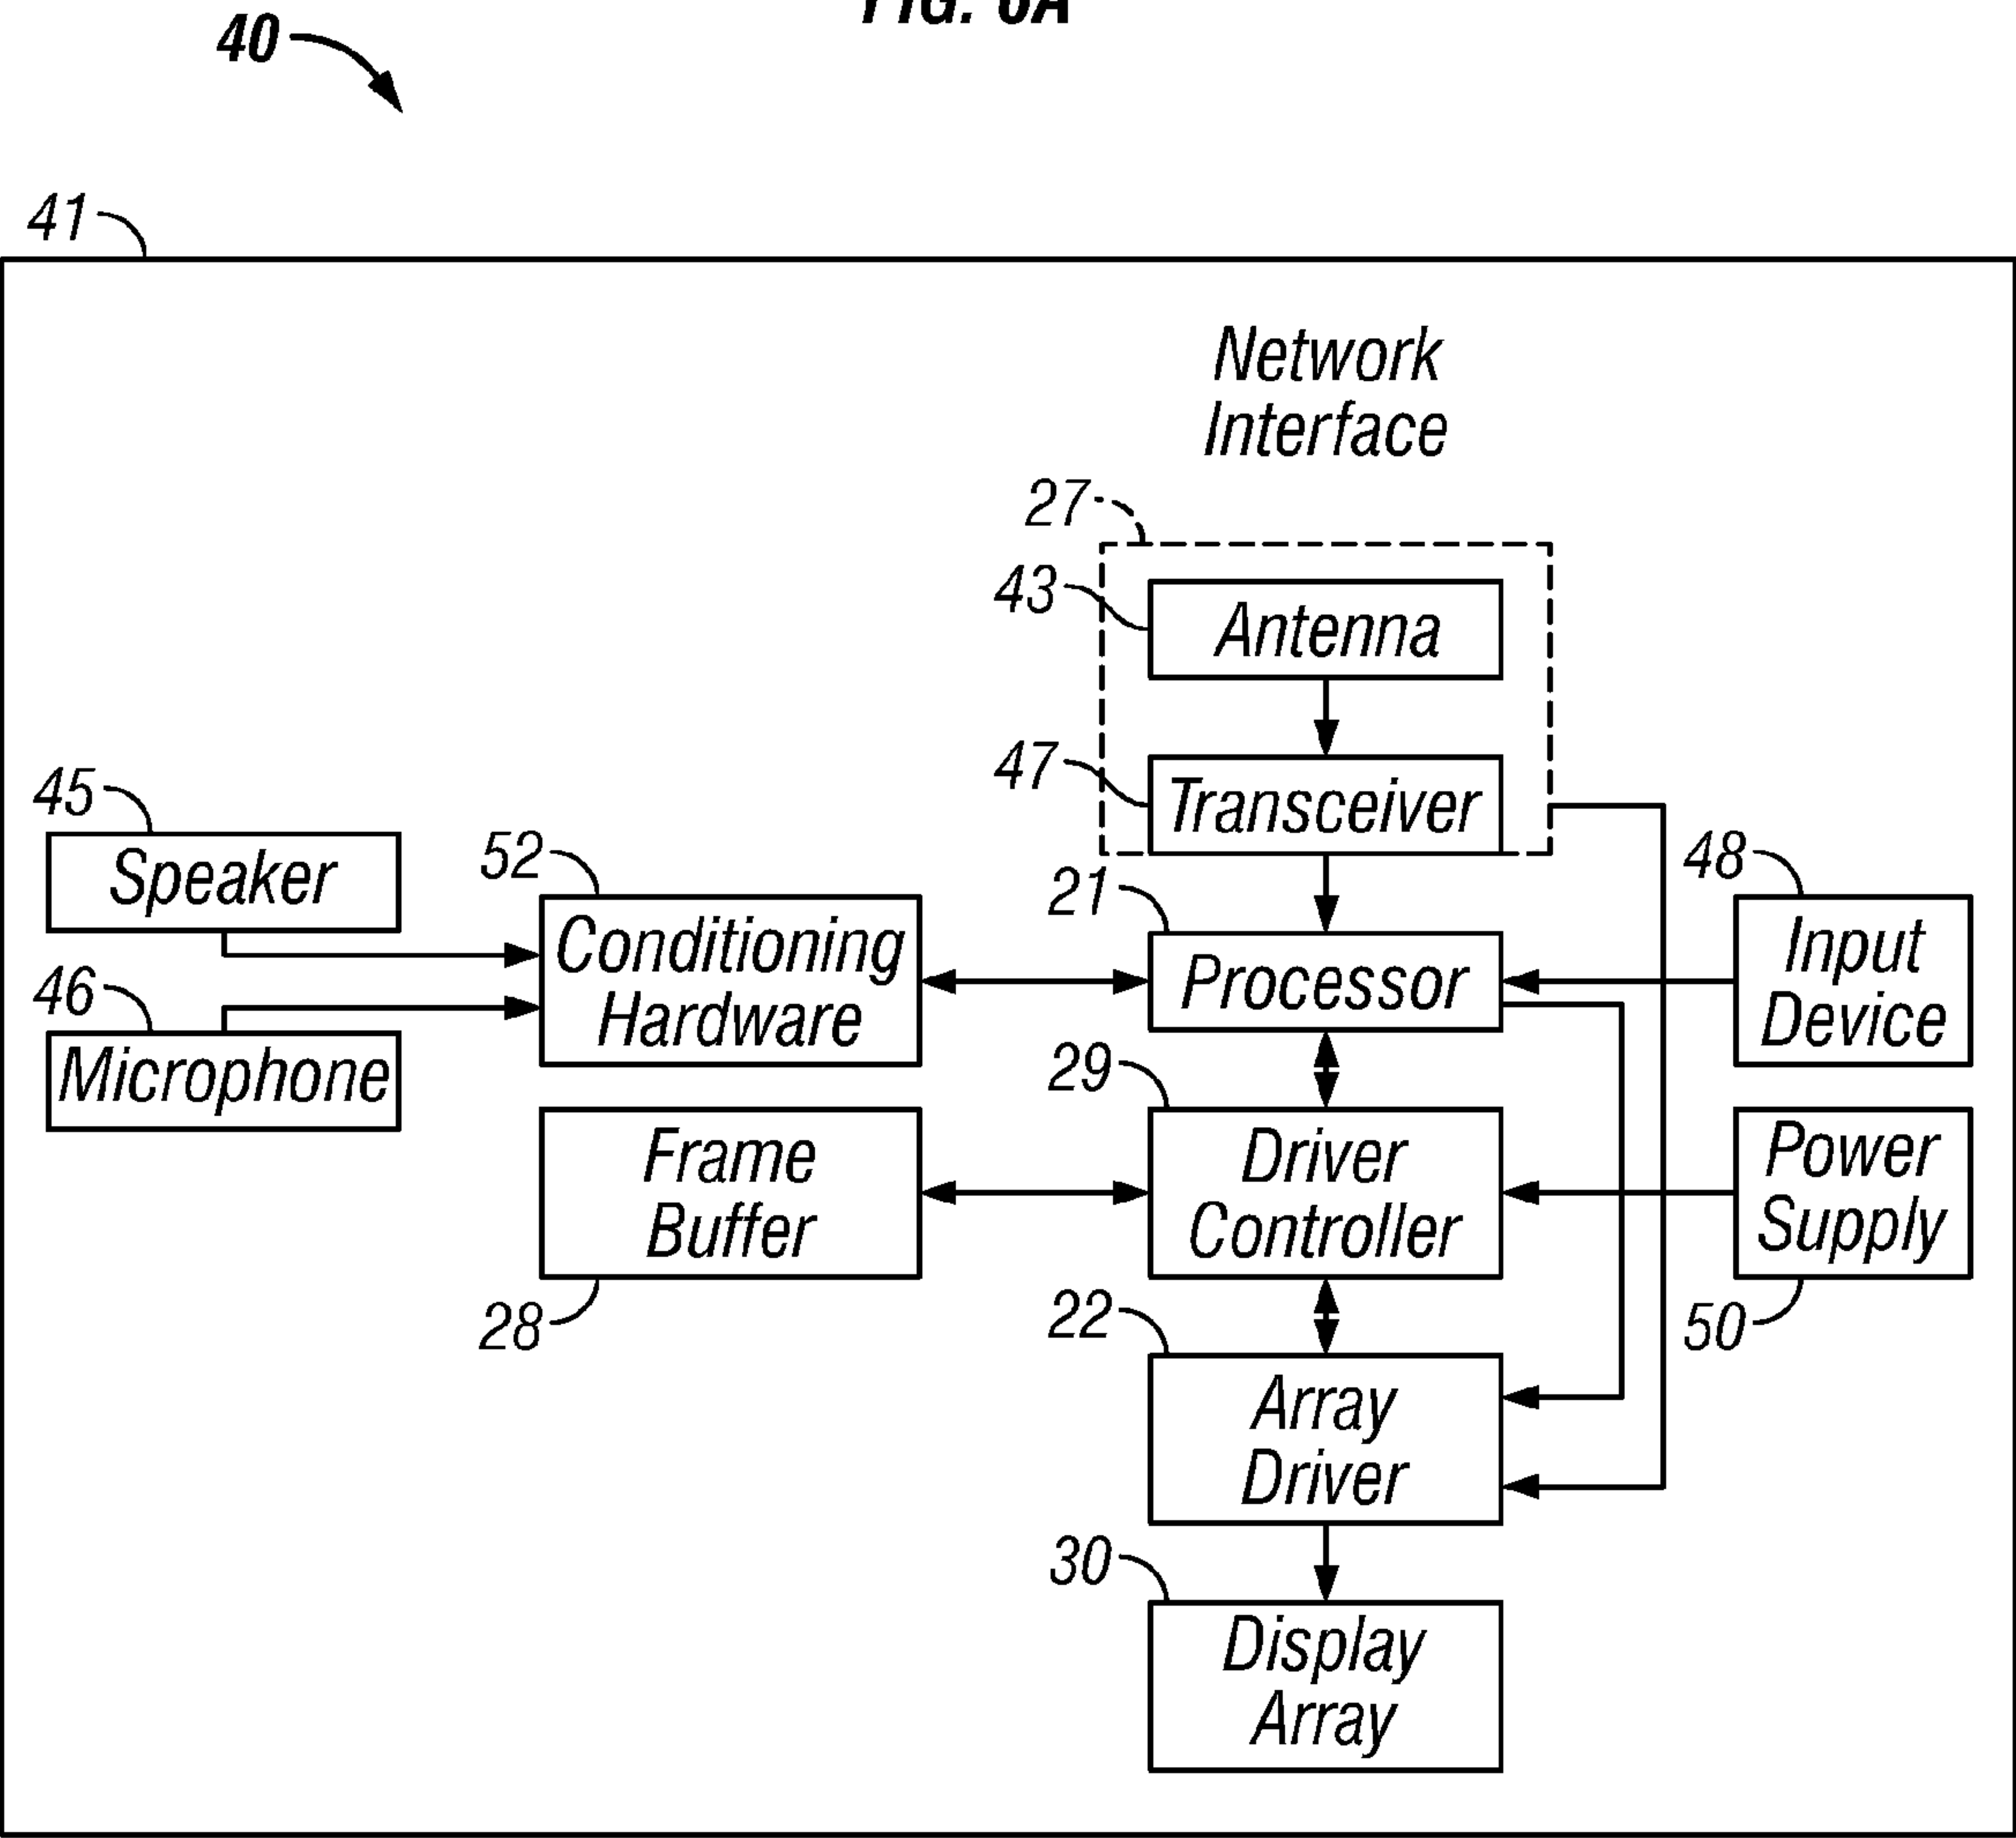 40
41
Network
Interface
27
43
Antenna
47
Transceiver
45
Speaker
52
Conditioning
Hardware
21
Processor
48
Input
Device
46
Microphone
29
Driver
Controller
Frame
Buffer
28
Power
Supply
50
22
Array
Driver
30
Display
Array